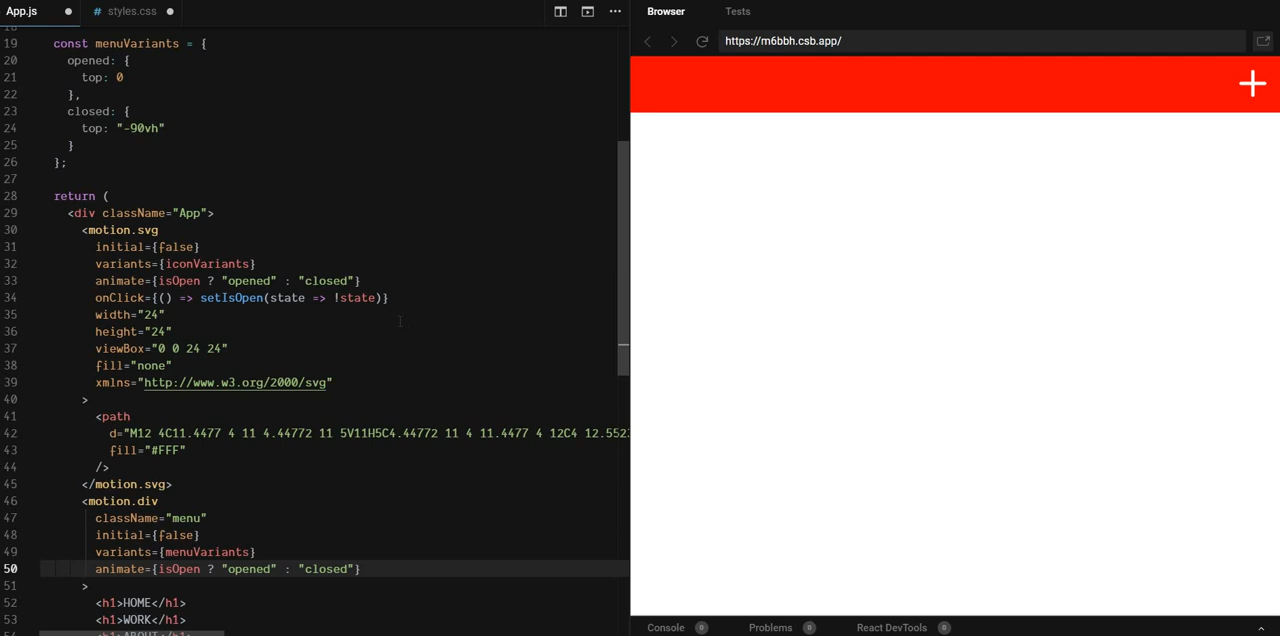 App.js
# styles.css
Browser
Tests
https://m6bbh.csb.app/
18
19 const menuVariants = {
20 opened: {
21 top: 0
22 },
23 closed: {
24 top: "-90vh"
25 }
26 };
27
28 return (
29 <div className="App">
30 <motion.svg
31 initial={false}
32 variants={iconVariants}
33 animate={isOpen ? "opened" : "closed"}
34 onClick={() => setIsOpen(state => !state)}
35 width="24"
36 height="24"
37 viewBox="0 0 24 24"
38 fill="none"
39 xmlns="http://www.w3.org/2000/svg"
40 >
41 <path
42 d="M12 4C11.4477 4 11 4.44772 11 5V11H5C4.44772 11 4 11.4477 4 12C4 12.5523
43 fill="#FFF"
44 />
45 </motion.svg>
46 <motion.div
47 className="menu"
48 initial={false}
49 variants={menuVariants}
50 animate={isOpen ? "opened" : "closed"}
51 >
52 <h1>HOME</h1>
53 <h1>WORK</h1>
54 <h1>ABOUT</h1>
Console 0
Problems 0
React DevTools 0